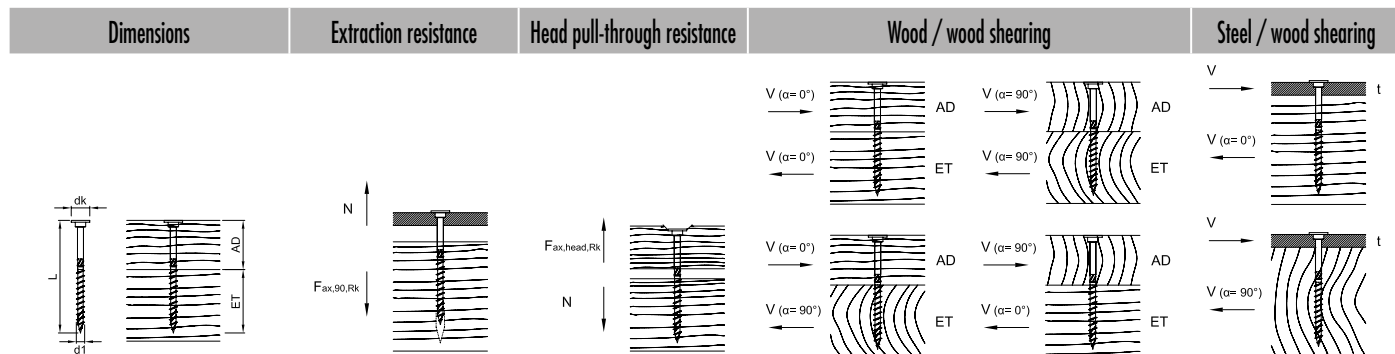 Dimensions
Extraction resistance
Head pull-through resistance
Wood / wood shearing
Steel / wood shearing
dk
L
d1
AD
ET
N
Fax,90,Rk
Fax,head,Rk
N
V (α= 0°)
AD
V (α= 0°)
ET
V (α= 90°)
AD
V (α= 90°)
ET
V (α= 0°)
V (α= 90°)
V (α= 90°)
AD
V (α= 0°)
ET
V
t
V (α= 0°)
V
t
V (α= 90°)